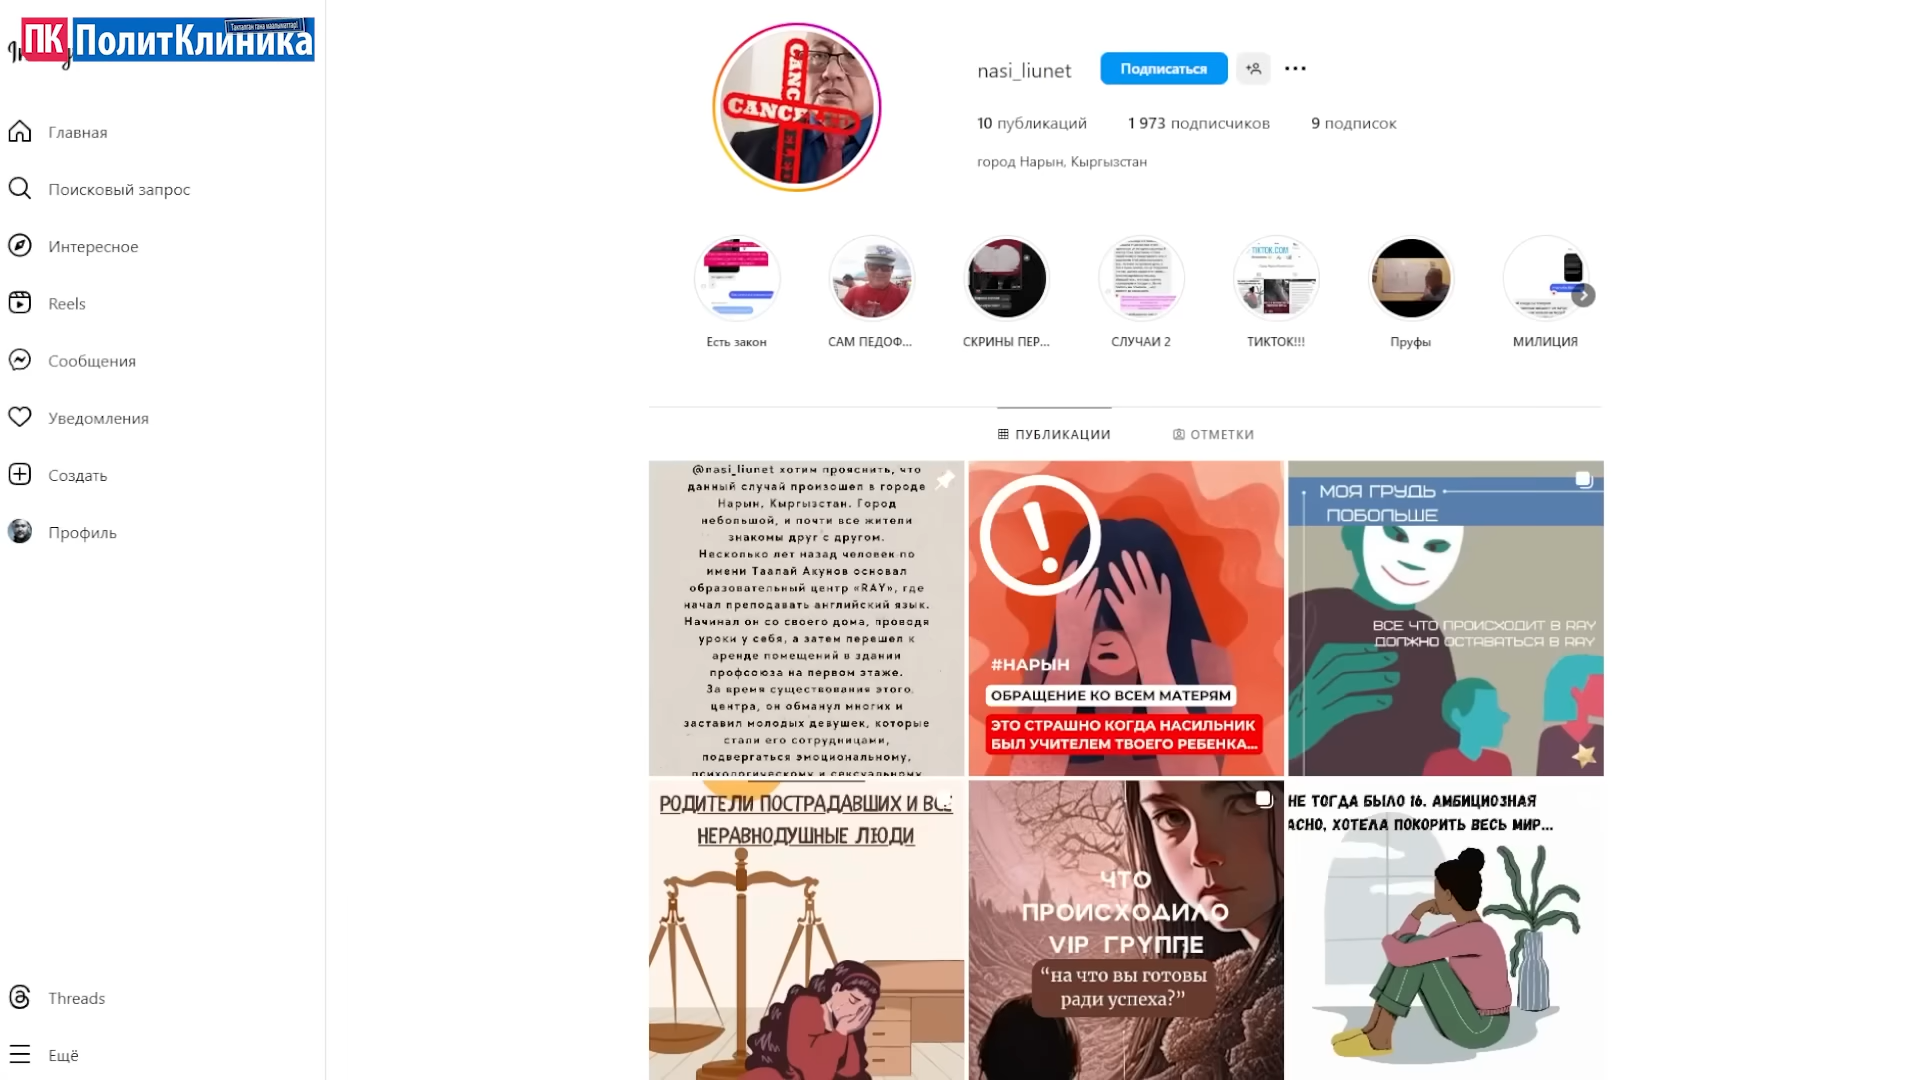 ПК ПолитКлиника
Главная
Поисковый запрос
Интересное
Reels
Сообщения
Уведомления
Создать
Профиль
Threads
Ещё
CANCELLED
nasi_liunet
Подписаться
10 публикаций
1 973 подписчиков
9 подписок
город Нарын, Кыргызстан
Есть закон
САМ ПЕДОФ...
СКРИНЫ ПЕР...
СЛУЧАИ 2
TIKTOK.COM
ТИКТОК!!!
Пруфы
МИЛИЦИЯ
ПУБЛИКАЦИИ
ОТМЕТКИ
@nasi_liunet хотим прояснить, что
данный случай произошел в городе
Нарын, Кыргызстан. Город
небольшой, и почти все жители
знакомы друг с другом.
Несколько лет назад человек по
имени Таалай Акунов основал
образовательный центр «RAY», где
начал преподавать английский язык.
Начинал он со своего дома, проводя
уроки у себя, а затем перешел к
аренде помещений в здании
профсоюза на первом этаже.
За время существования этого
центра, он обманул многих и
заставил молодых девушек, которые
стали его сотрудницами,
подвергаться эмоциональному,
психологическому и сексуальному
#НАРЫН
ОБРАЩЕНИЕ КО ВСЕМ МАТЕРЯМ
ЭТО СТРАШНО КОГДА НАСИЛЬНИК
БЫЛ УЧИТЕЛЕМ ТВОЕГО РЕБЕНКА...
МОЯ ГРУДЬ
ПОБОЛЬШЕ
ВСЕ ЧТО ПРОИСХОДИТ В RAY
ДОЛЖНО ОСТАВАТЬСЯ В RAY
РОДИТЕЛИ ПОСТРАДАВШИХ И ВСЕ
НЕРАВНОДУШНЫЕ ЛЮДИ
ЧТО
ПРОИСХОДИЛО
VIP ГРУППЕ
“на что вы готовы
ради успеха?”
НЕ ТОГДА БЫЛО 16. АМБИЦИОЗНАЯ
АСНО, ХОТЕЛА ПОКОРИТЬ ВЕСЬ МИР...